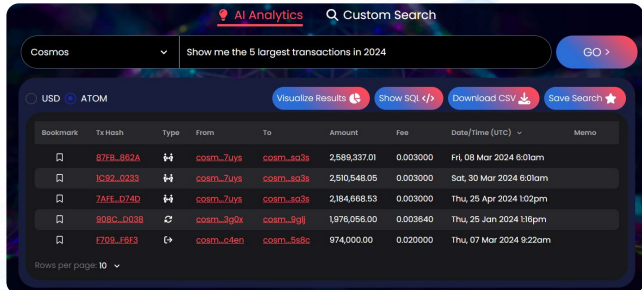 AI Analytics
Custom Search
Cosmos
Show me the 5 largest transactions in 2024
GO >
USD
ATOM
Visualize Results
Show SQL </>
Download CSV
Save Search
Bookmark Tx Hash Type From To Amount Fee Date/Time (UTC) Memo
87FB...862A cosm...7uys cosm...sa3s 2,589,337.01 0.003000 Fri, 08 Mar 2024 6:01am
1C92...0233 cosm...7uys cosm...sa3s 2,510,548.05 0.003000 Sat, 30 Mar 2024 6:01am
7AFE...D74D cosm...7uys cosm...sa3s 2,184,668.53 0.003000 Thu, 25 Apr 2024 1:02pm
908C...D038 cosm...3g0x cosm...9glj 1,976,056.00 0.003640 Thu, 25 Jan 2024 1:16pm
F709...F6F3 cosm...c4en cosm...5s8c 974,000.00 0.020000 Thu, 07 Mar 2024 9:22am
Rows per page: 10